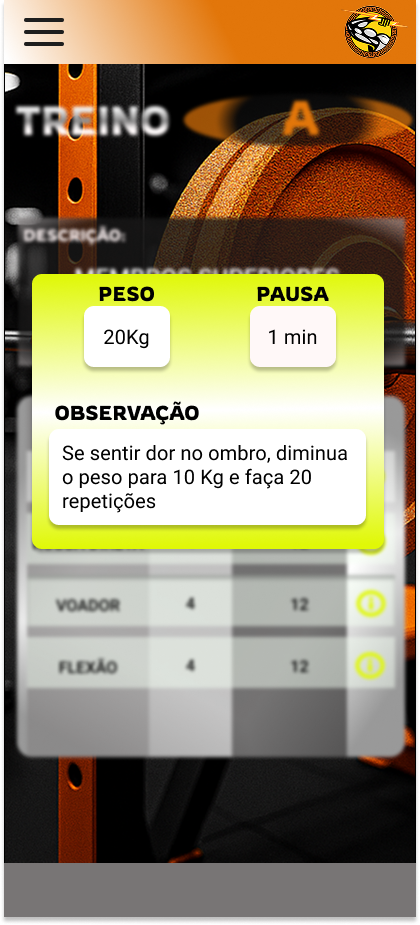 TREINO A
DESCRIÇÃO:
MEMBROS SUPERIORES
PESO PAUSA
20Kg 1 min
OBSERVAÇÃO
Se sentir dor no ombro, diminua
o peso para 10 Kg e faça 20
repetições
VOADOR 4 12
FLEXÃO 4 12